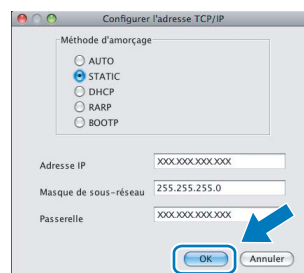 Configurer l'adresse TCP/IP
Méthode d'amorçage
AUTO
STATIC
DHCP
RARP
BOOTP
Adresse IP XXX.XXX.XXX.XXX
Masque de sous-réseau 255.255.255.0
Passerelle XXX.XXX.XXX.XXX
OK Annuler